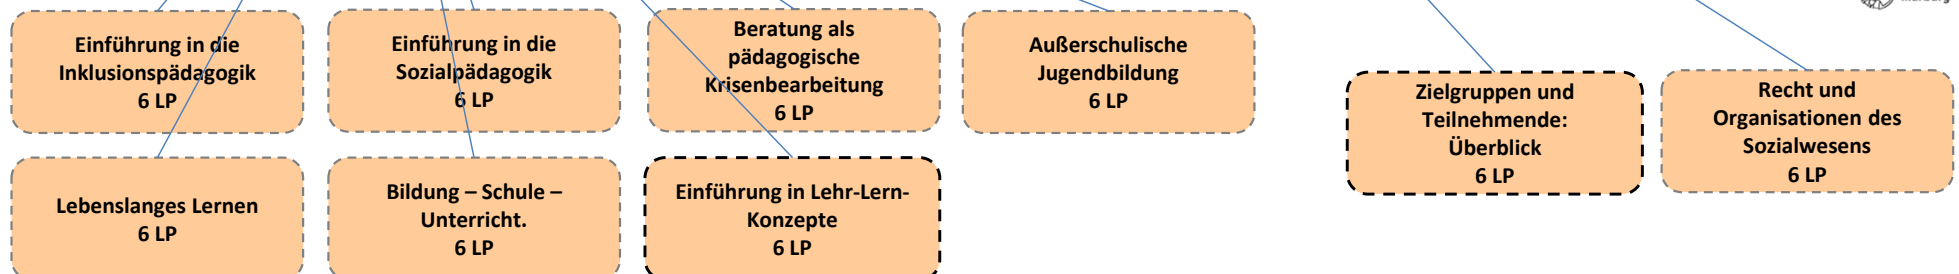 Einführung in die
Inklusionspädagogik
6 LP
Einführung in die
Sozialpädagogik
6 LP
Beratung als
pädagogische
Krisenbearbeitung
6 LP
Außerschulische
Jugendbildung
6 LP
Zielgruppen und
Teilnehmende:
Überblick
6 LP
Recht und
Organisationen des
Sozialwesens
6 LP
Lebenslanges Lernen
6 LP
Bildung – Schule –
Unterricht.
6 LP
Einführung in Lehr-Lern-
Konzepte
6 LP